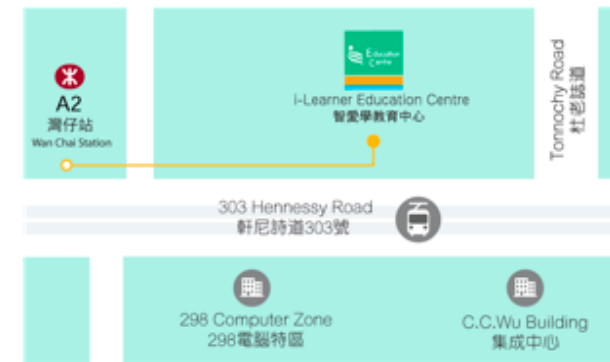 Education
Centre
A2
灣仔站
Wan Chai Station
i-Learner Education Centre
智愛學教育中心
Tonnochy Road
杜老誌道
303 Hennessy Road
軒尼詩道303號
298 Computer Zone
298電腦特區
C.C.Wu Building
集成中心